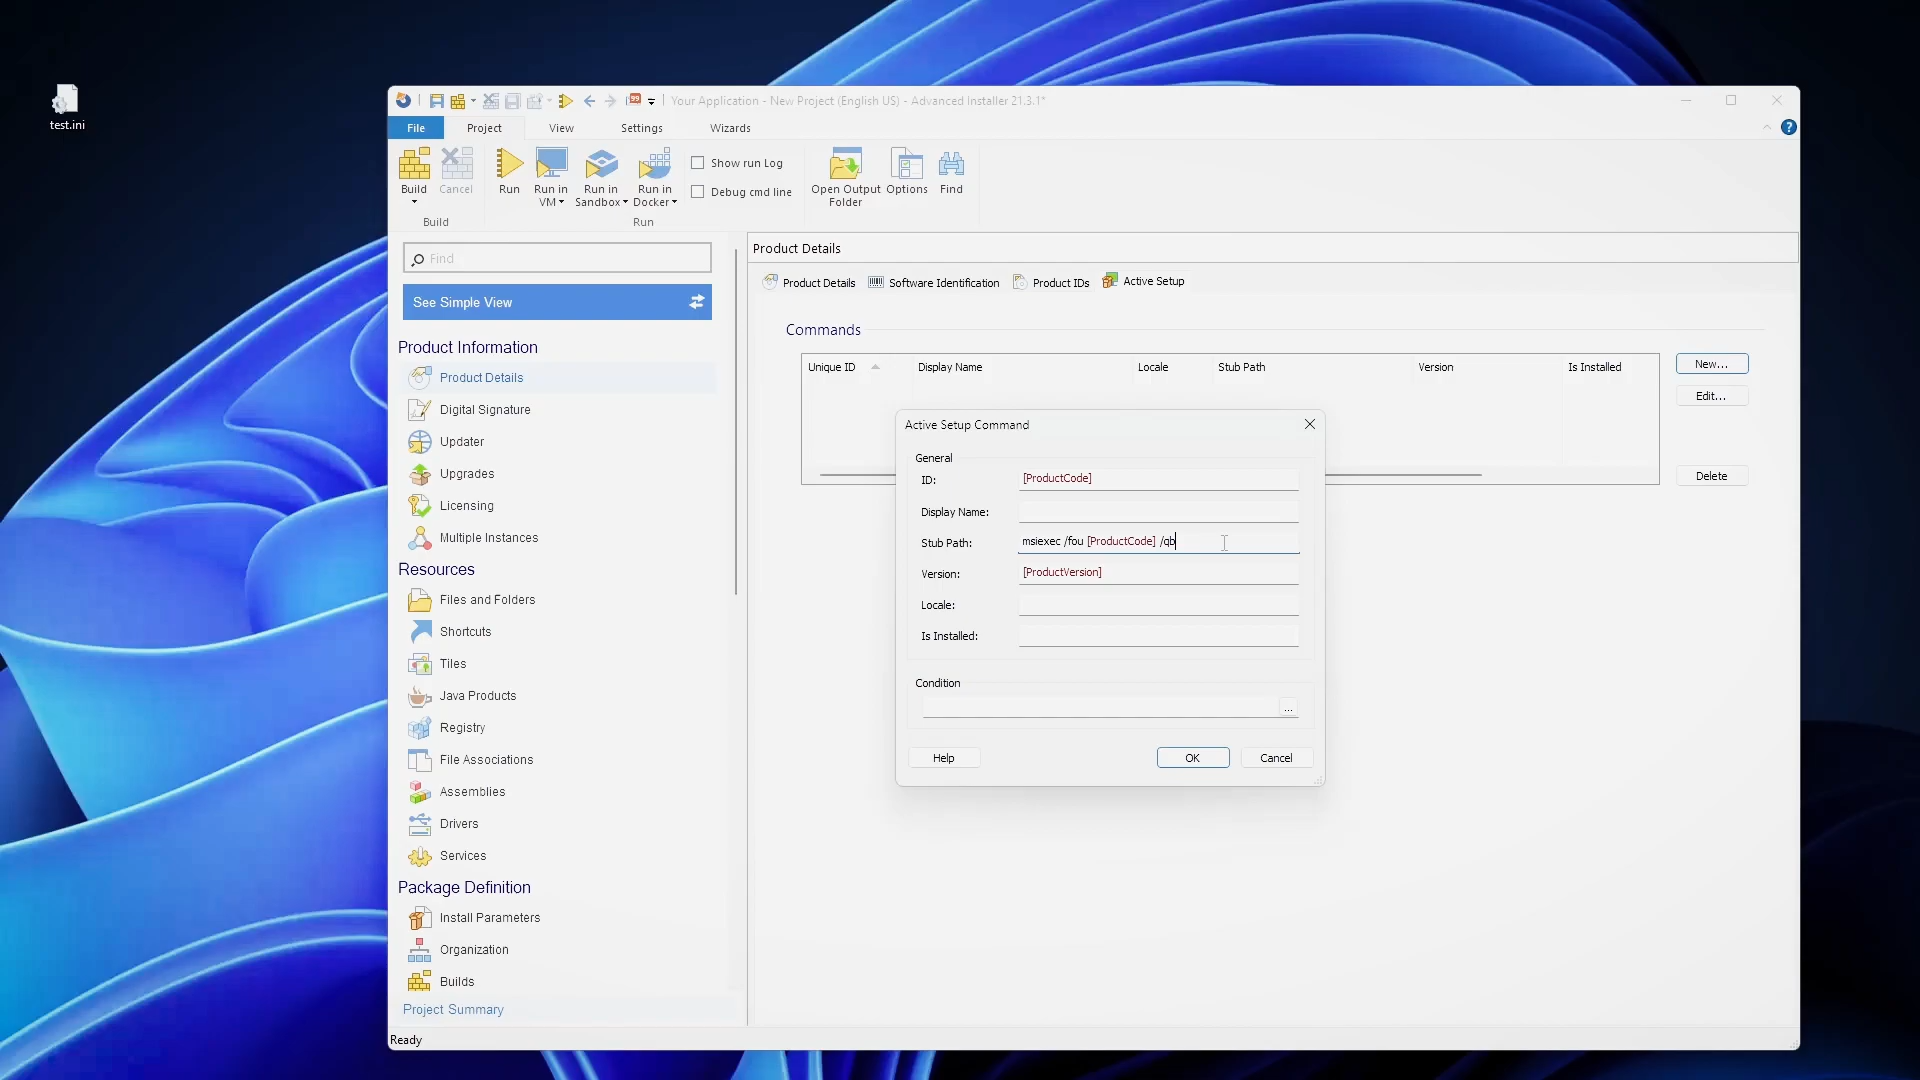 test.ini
99
Your Application - New Project (English US) - Advanced Installer 21.3.1*
File
Project
View
Settings
Wizards
?
Build
Cancel
Run
Run in VM
Run in Sandbox
Run in Docker
Show run Log
Debug cmd line
Open Output Folder
Options
Find
Build
Run
Find
See Simple View
Product Information
Product Details
Digital Signature
Updater
Upgrades
Licensing
Multiple Instances
Resources
Files and Folders
Shortcuts
Tiles
Java Products
Registry
File Associations
Assemblies
Drivers
Services
Package Definition
Install Parameters
Organization
Builds
Project Summary
Ready
Product Details
Product Details
Software Identification
Product IDs
Active Setup
Commands
Unique ID
Display Name
Locale
Stub Path
Version
Is Installed
New...
Edit...
Delete
Active Setup Command
General
ID: [ProductCode]
Display Name:
Stub Path: msiexec /fou [ProductCode] /qb
Version: [ProductVersion]
Locale:
Is Installed:
Condition
...
Help
OK
Cancel